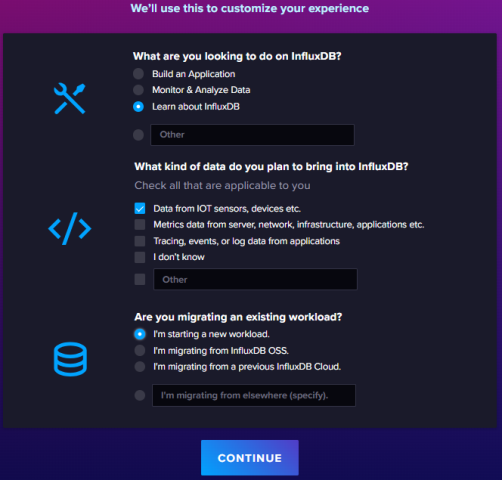 We'll use this to customize your experience
What are you looking to do on InfluxDB?
Build an Application
Monitor & Analyze Data
Learn about InfluxDB
Other
What kind of data do you plan to bring into InfluxDB?
Check all that are applicable to you
Data from IOT sensors, devices etc.
Metrics data from server, network, infrastructure, applications etc.
Tracing, events, or log data from applications
I don't know
Other
Are you migrating an existing workload?
I'm starting a new workload.
I'm migrating from InfluxDB OSS.
I'm migrating from a previous InfluxDB Cloud.
I'm migrating from elsewhere (specify).
CONTINUE